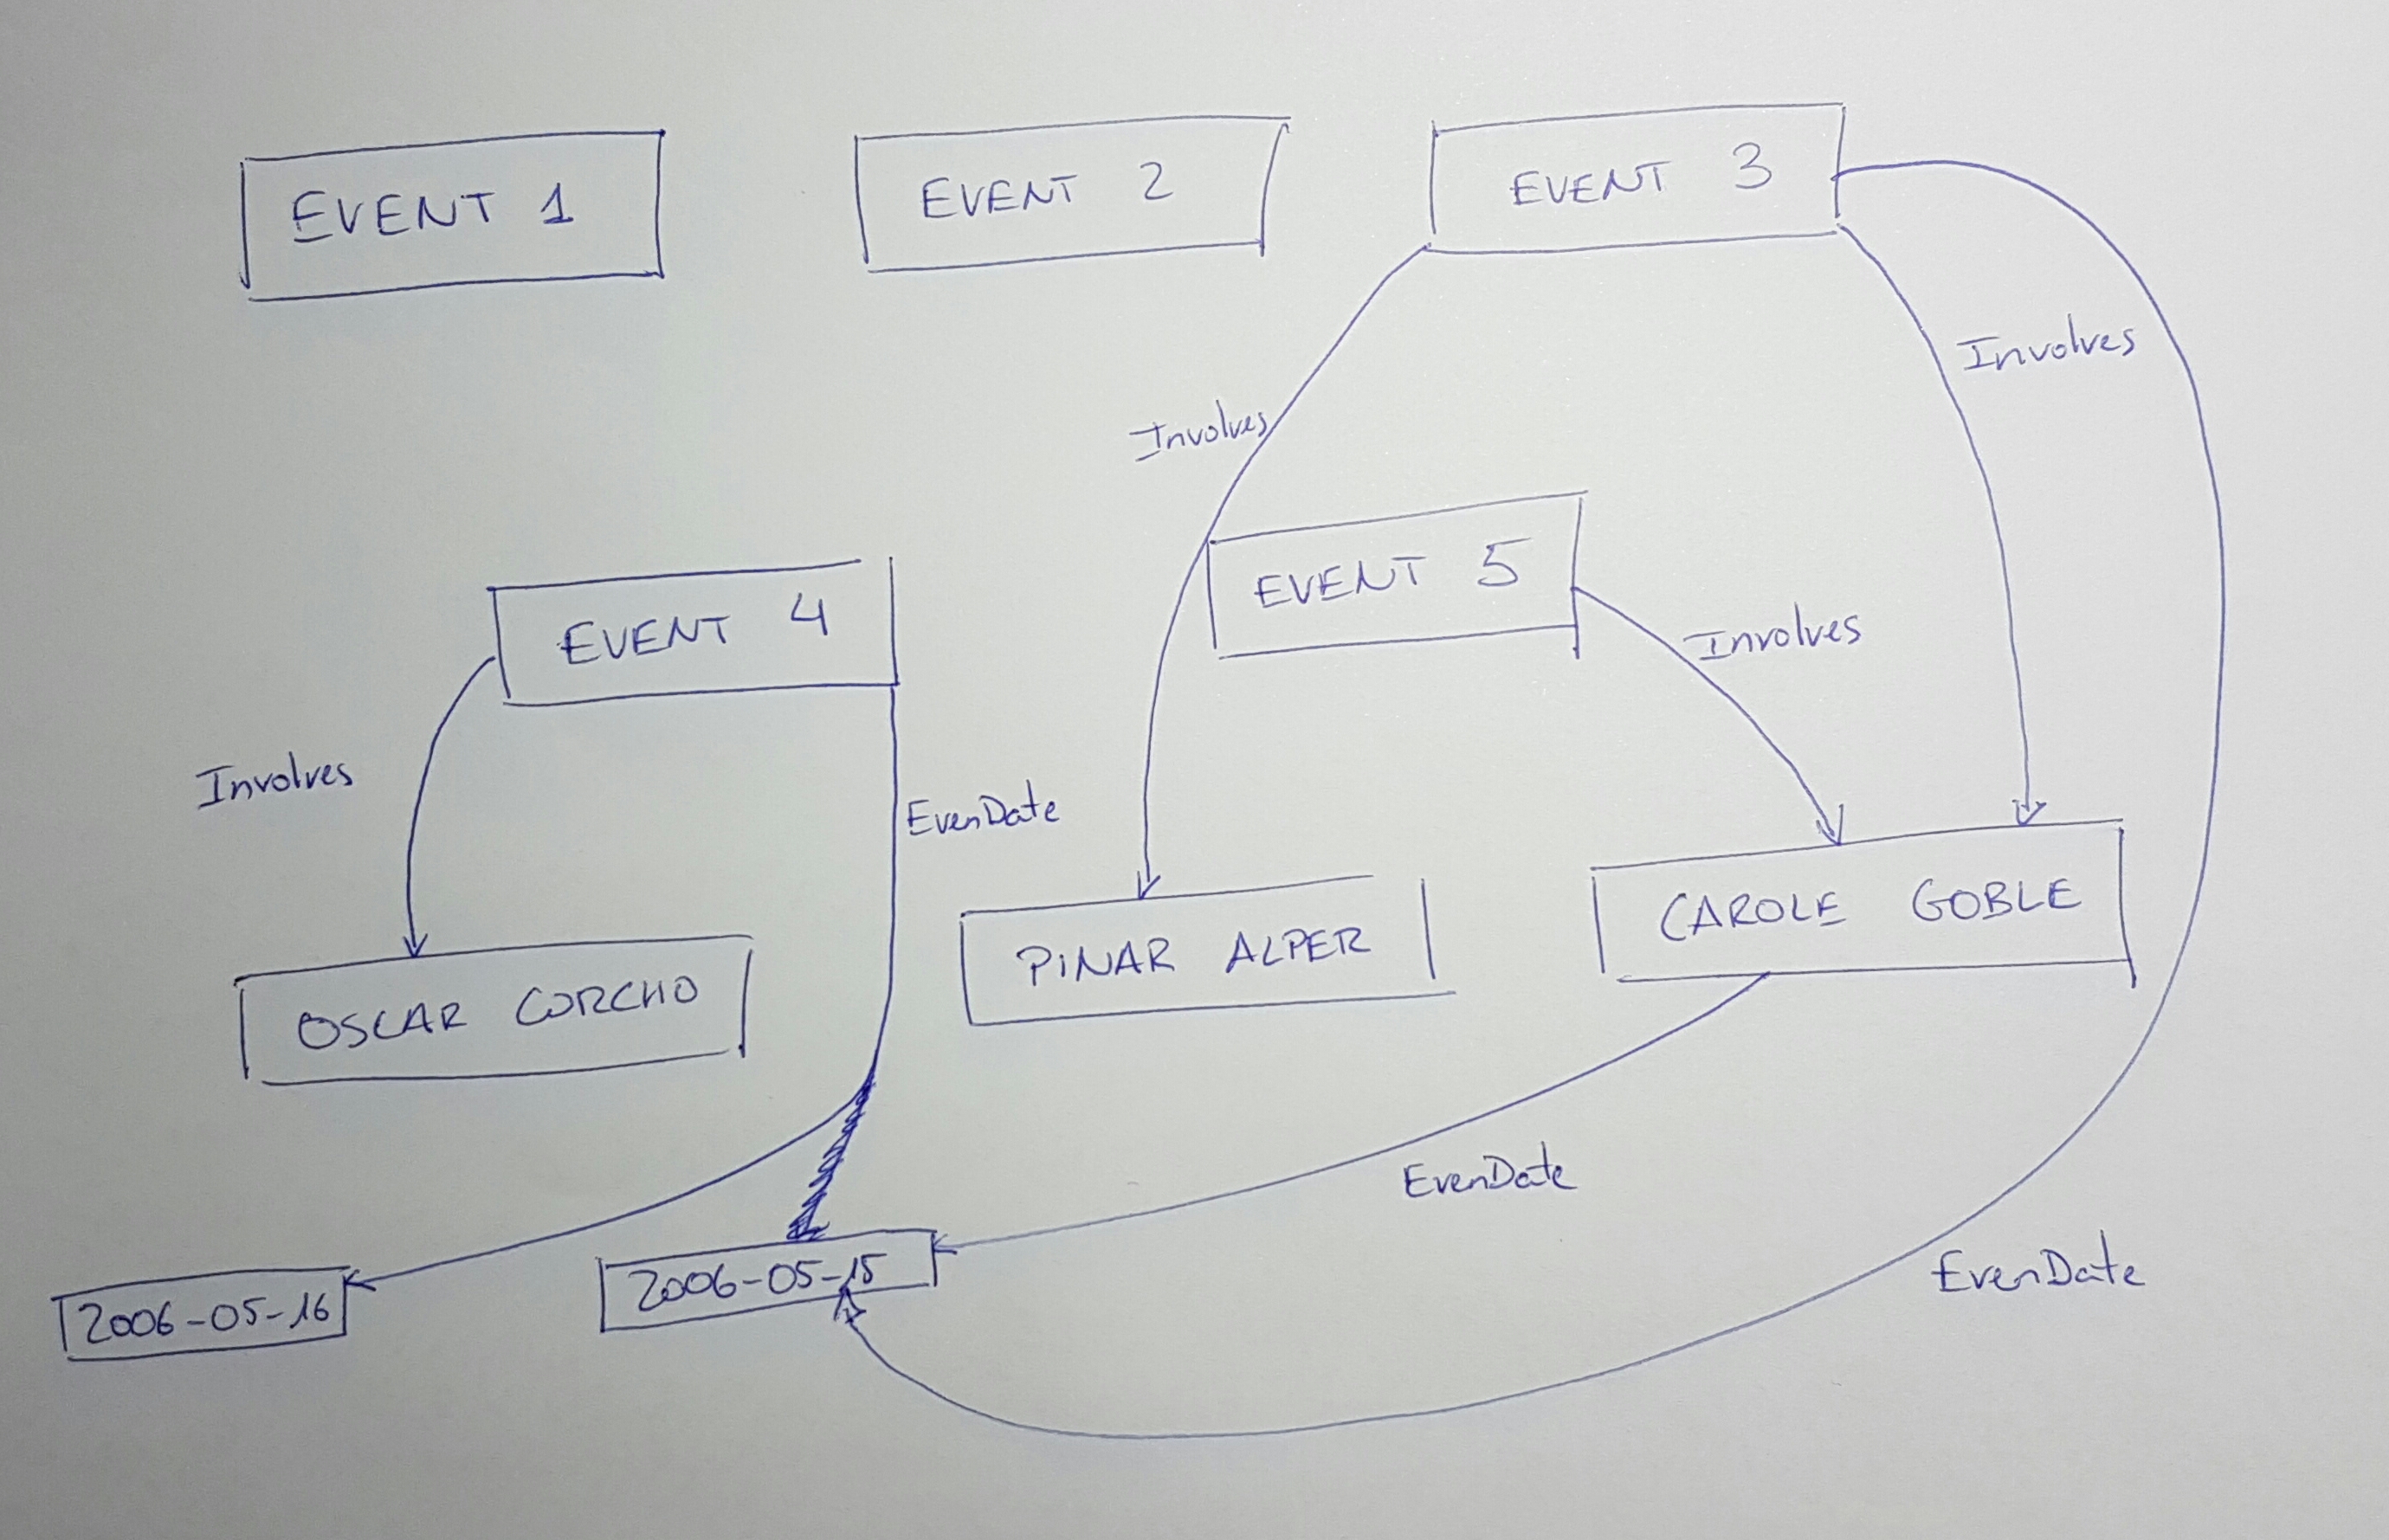 EVENT 1
EVENT 2
EVENT 3
Involves
Involves
EVENT 5
EVENT 4
Involves
Involves
EvenDate
CAROLE GOBLE
PINAR ALPER
OSCAR CORCHO
EvenDate
EvenDate
2006-05-15
2006-05-16